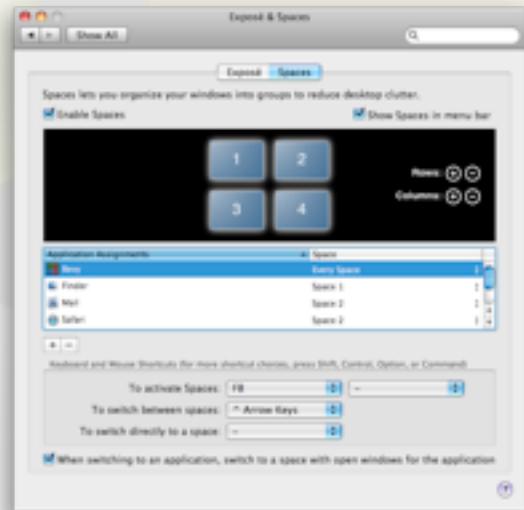 Exposé & Spaces
Show All
Exposé Spaces
Spaces lets you organize your windows into groups to reduce desktop clutter.
Enable Spaces Show Spaces in menu bar
1 2
Rows:
3 4
Columns:
Application Assignments Space
Every Space
Finder Space 1
Mail Space 2
Safari Space 2
Keyboard and Mouse Shortcuts (for more shortcut choices, press Shift, Control, Option, or Command)
To activate Spaces: F8 –
To switch between spaces: ^ Arrow Keys
To switch directly to a space: –
When switching to an application, switch to a space with open windows for the application